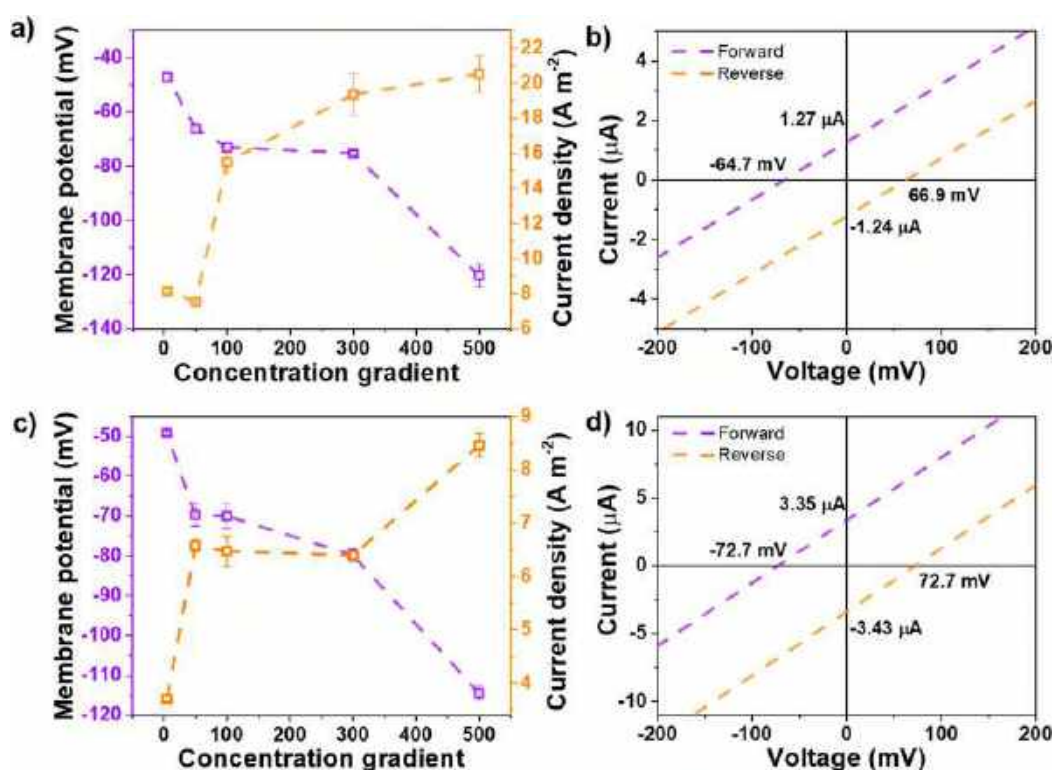 a)
Membrane potential (mV)
-40
-60
-80
-100
-120
-140
0 100 200 300 400 500
Concentration gradient
22
20
18
16
14
12
10
8
6
Current density (A m⁻²)
b)
Forward
Reverse
Current (μA)
4
2
0
-2
-4
1.27 μA
-64.7 mV
66.9 mV
-1.24 μA
-200 -100 0 100 200
Voltage (mV)
c)
Membrane potential (mV)
-50
-60
-70
-80
-90
-100
-110
-120
0 100 200 300 400 500
Concentration gradient
9
8
7
6
5
4
Current density (A m⁻²)
d)
Forward
Reverse
Current (μA)
10
5
0
-5
-10
3.35 μA
-72.7 mV
72.7 mV
-3.43 μA
-200 -100 0 100 200
Voltage (mV)